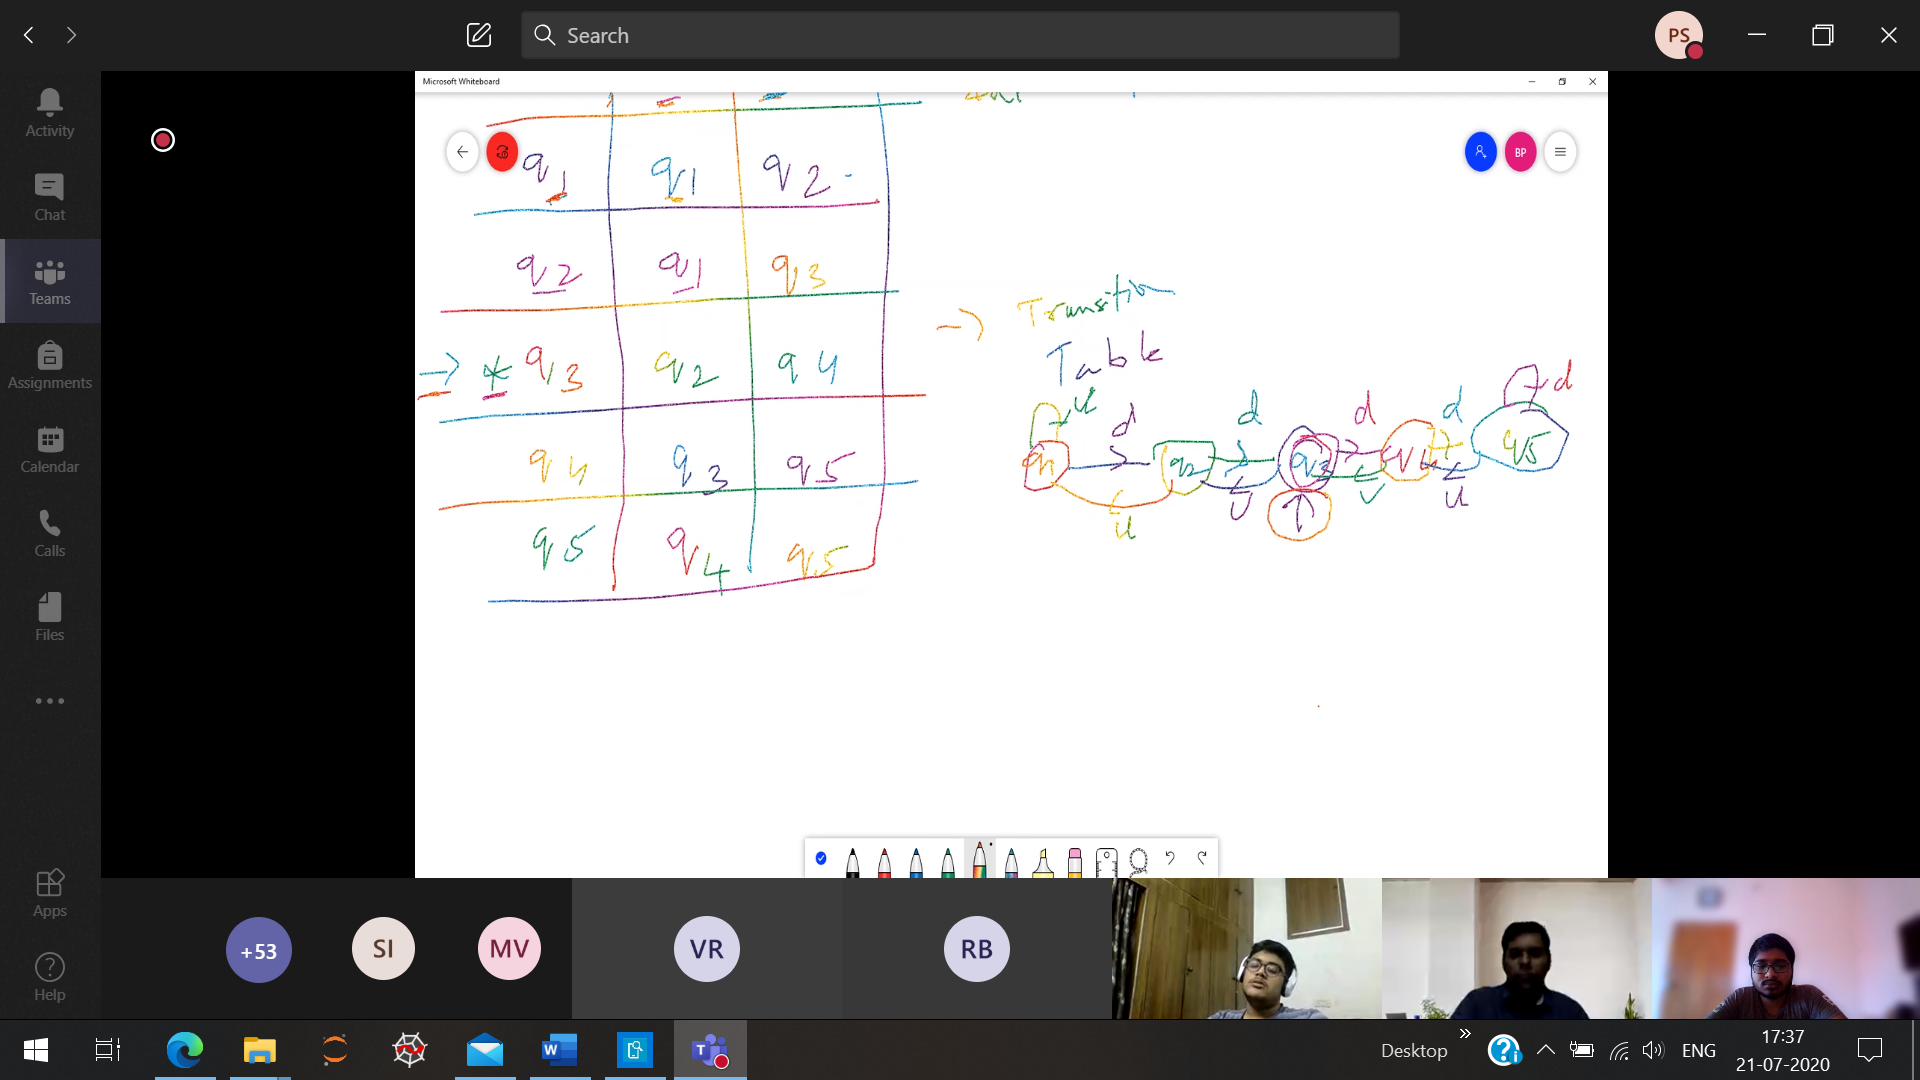 Search
PS
Activity
Chat
Teams
Assignments
Calendar
Calls
Files
Apps
Help
Microsoft Whiteboard
BP
q1 q1 q2
q2 q1 q3
→ * q3 q2 q4
q4 q3 q5
q5 q4 q5
→ Transition
Table
u d d d d d
q1 q2 q3 q4 q5
u u u u
+53
SI
MV
VR
RB
Desktop
ENG
17:37
21-07-2020